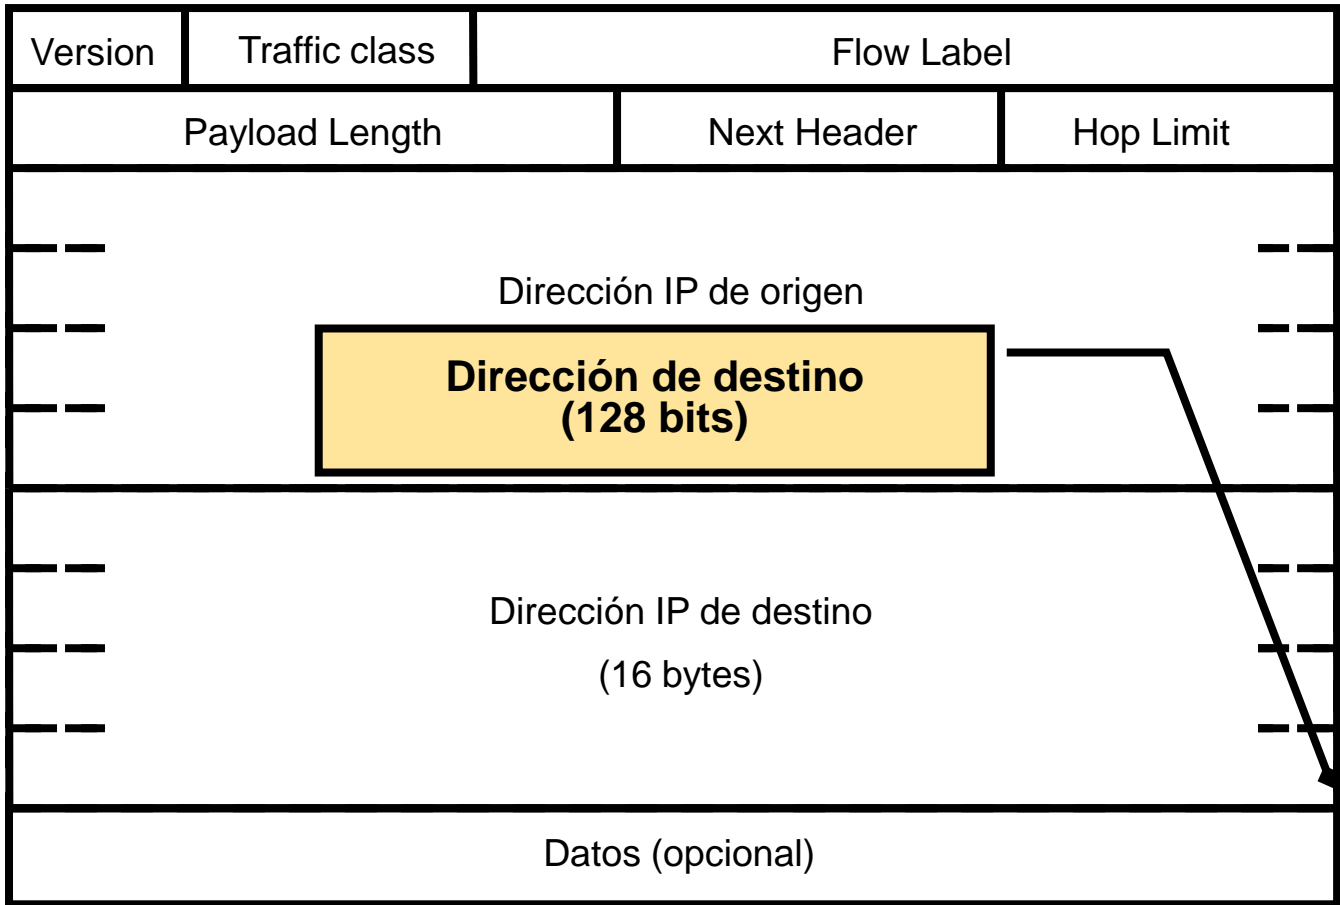 Version
Traffic class
Flow Label
Payload Length
Next Header
Hop Limit
Dirección IP de origen
Dirección de destino
(128 bits)
Dirección IP de destino
(16 bytes)
Datos (opcional)